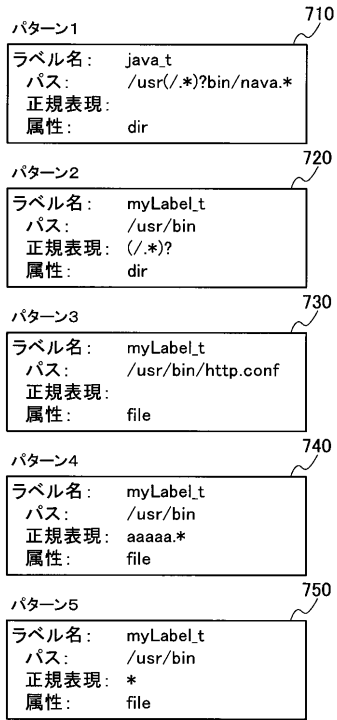 パターン1
710
ラベル名: java_t
パス: /usr(/.*)?bin/nava.*
正規表現:
属性: dir
パターン2
720
ラベル名: myLabel_t
パス: /usr/bin
正規表現: (/.*)?
属性: dir
パターン3
730
ラベル名: myLabel_t
パス: /usr/bin/http.conf
正規表現:
属性: file
パターン4
740
ラベル名: myLabel_t
パス: /usr/bin
正規表現: aaaaa.*
属性: file
パターン5
750
ラベル名: myLabel_t
パス: /usr/bin
正規表現: *
属性: file